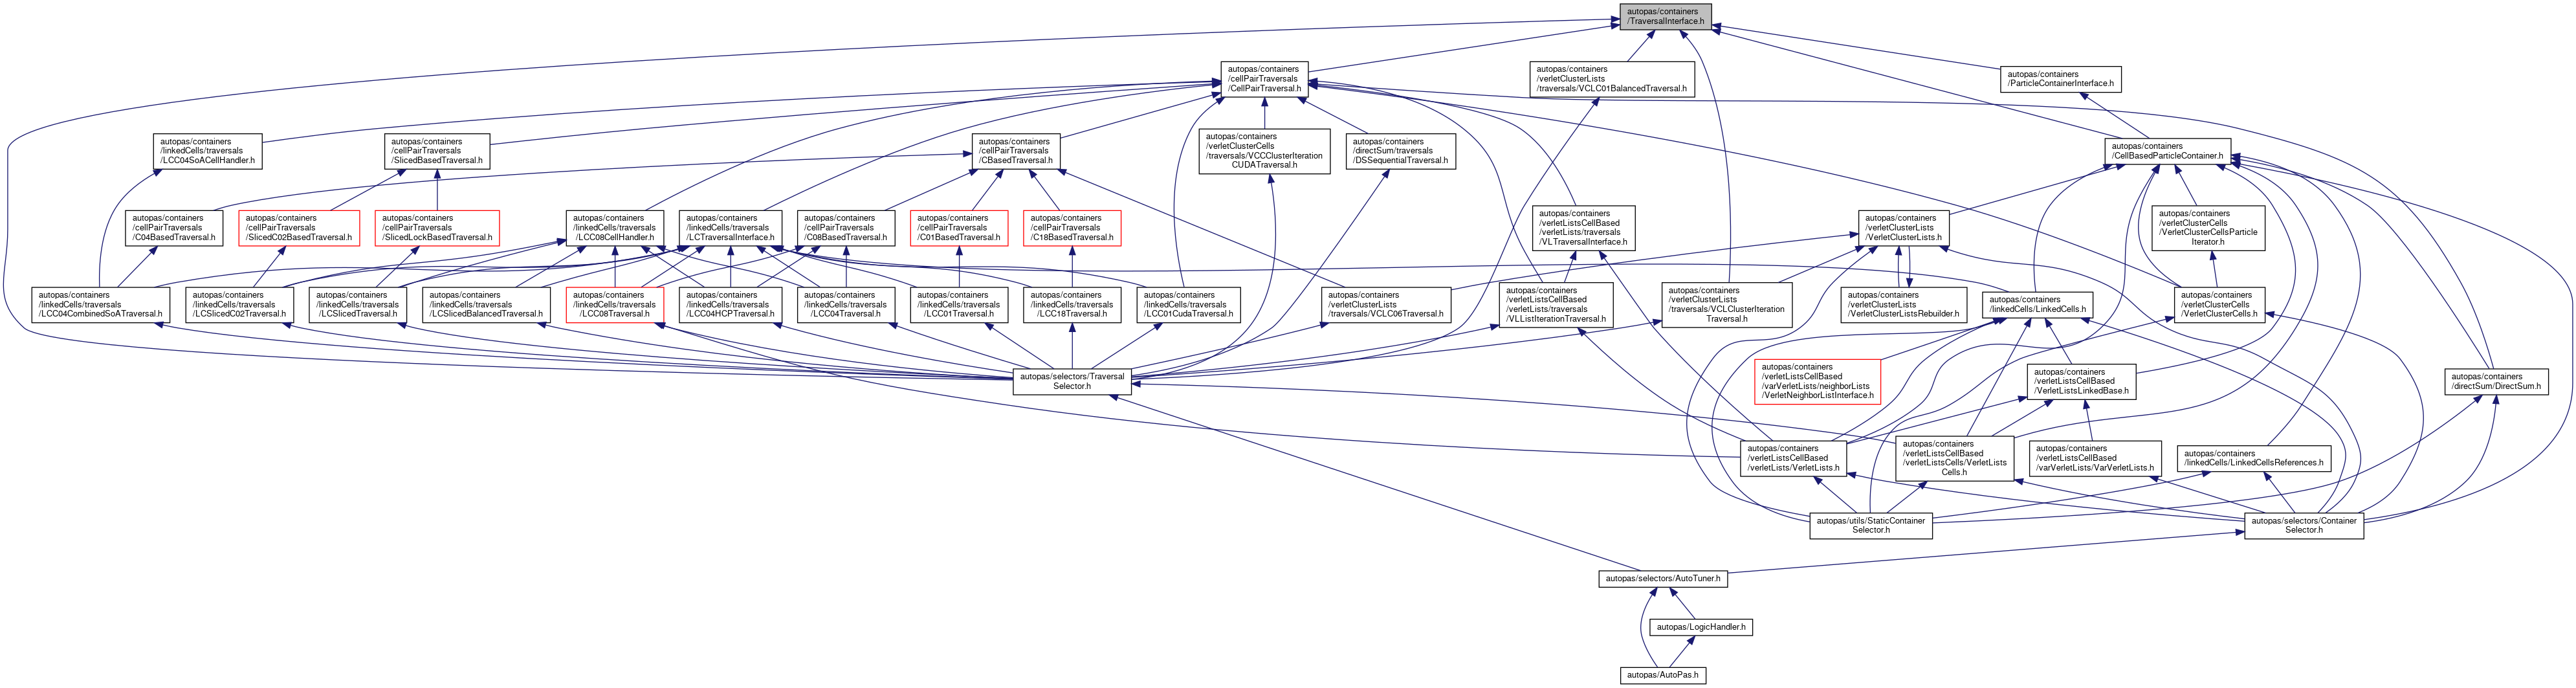 autopas/containers
/TraversalInterface.h
autopas/containers
/cellPairTraversals
/CellPairTraversal.h
autopas/containers
/verletClusterLists
/traversals/VCLC01BalancedTraversal.h
autopas/containers
/ParticleContainerInterface.h
autopas/containers
/linkedCells/traversals
/LCC04SoACellHandler.h
autopas/containers
/cellPairTraversals
/SlicedBasedTraversal.h
autopas/containers
/cellPairTraversals
/CBasedTraversal.h
autopas/containers
/verletClusterCells
/traversals/VCCClusterIteration
CUDATraversal.h
autopas/containers
/directSum/traversals
/DSSequentialTraversal.h
autopas/containers
/CellBasedParticleContainer.h
autopas/containers
/cellPairTraversals
/C04BasedTraversal.h
autopas/containers
/cellPairTraversals
/SlicedC02BasedTraversal.h
autopas/containers
/cellPairTraversals
/SlicedLockBasedTraversal.h
autopas/containers
/linkedCells/traversals
/LCC08CellHandler.h
autopas/containers
/linkedCells/traversals
/LCTraversalInterface.h
autopas/containers
/cellPairTraversals
/C08BasedTraversal.h
autopas/containers
/cellPairTraversals
/C01BasedTraversal.h
autopas/containers
/cellPairTraversals
/C18BasedTraversal.h
autopas/containers
/verletListsCellBased
/verletLists/traversals
/VLTraversalInterface.h
autopas/containers
/verletClusterLists
/VerletClusterLists.h
autopas/containers
/verletClusterCells
/VerletClusterCellsParticle
Iterator.h
autopas/containers
/linkedCells/traversals
/LCC04CombinedSoATraversal.h
autopas/containers
/linkedCells/traversals
/LCSlicedC02Traversal.h
autopas/containers
/linkedCells/traversals
/LCSlicedTraversal.h
autopas/containers
/linkedCells/traversals
/LCSlicedBalancedTraversal.h
autopas/containers
/linkedCells/traversals
/LCC08Traversal.h
autopas/containers
/linkedCells/traversals
/LCC04HCPTraversal.h
autopas/containers
/linkedCells/traversals
/LCC04Traversal.h
autopas/containers
/linkedCells/traversals
/LCC01Traversal.h
autopas/containers
/linkedCells/traversals
/LCC18Traversal.h
autopas/containers
/linkedCells/traversals
/LCC01CudaTraversal.h
autopas/containers
/verletClusterLists
/traversals/VCLC06Traversal.h
autopas/containers
/verletListsCellBased
/verletLists/traversals
/VLListIterationTraversal.h
autopas/containers
/verletClusterLists
/traversals/VCLClusterIteration
Traversal.h
autopas/containers
/verletClusterLists
/VerletClusterListsRebuilder.h
autopas/containers
/linkedCells/LinkedCells.h
autopas/containers
/verletClusterCells
/VerletClusterCells.h
autopas/selectors/Traversal
Selector.h
autopas/containers
/verletListsCellBased
/varVerletLists/neighborLists
/VerletNeighborListInterface.h
autopas/containers
/verletListsCellBased
/VerletListsLinkedBase.h
autopas/containers
/directSum/DirectSum.h
autopas/containers
/verletListsCellBased
/verletLists/VerletLists.h
autopas/containers
/verletListsCellBased
/verletListsCells/VerletLists
Cells.h
autopas/containers
/verletListsCellBased
/varVerletLists/VarVerletLists.h
autopas/containers
/linkedCells/LinkedCellsReferences.h
autopas/utils/StaticContainer
Selector.h
autopas/selectors/Container
Selector.h
autopas/selectors/AutoTuner.h
autopas/LogicHandler.h
autopas/AutoPas.h